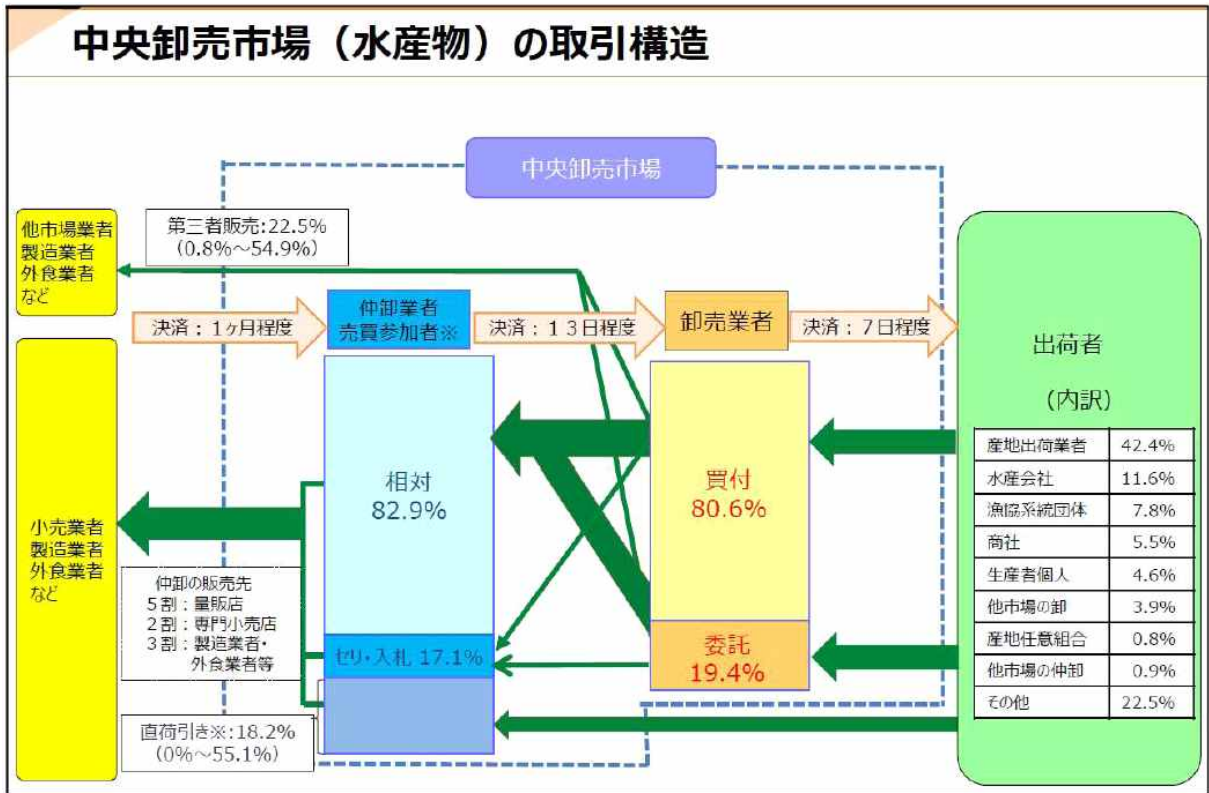 中央卸売市場（水産物）の取引構造
中央卸売市場
他市場業者
製造業者
外食業者
など
第三者販売:22.5%
（0.8%～54.9%）
決済：１ヶ月程度
仲卸業者
売買参加者※
決済：１３日程度
卸売業者
決済：７日程度
出荷者
（内訳）
産地出荷業者 42.4%
水産会社 11.6%
漁協系統団体 7.8%
商社 5.5%
生産者個人 4.6%
他市場の卸 3.9%
産地任意組合 0.8%
他市場の仲卸 0.9%
その他 22.5%
相対
82.9%
買付
80.6%
小売業者
製造業者
外食業者
など
仲卸の販売先
５割：量販店
２割：専門小売店
３割：製造業者・
外食業者等
セリ・入札 17.1%
委託
19.4%
直荷引き※:18.2%
（0%～55.1%）